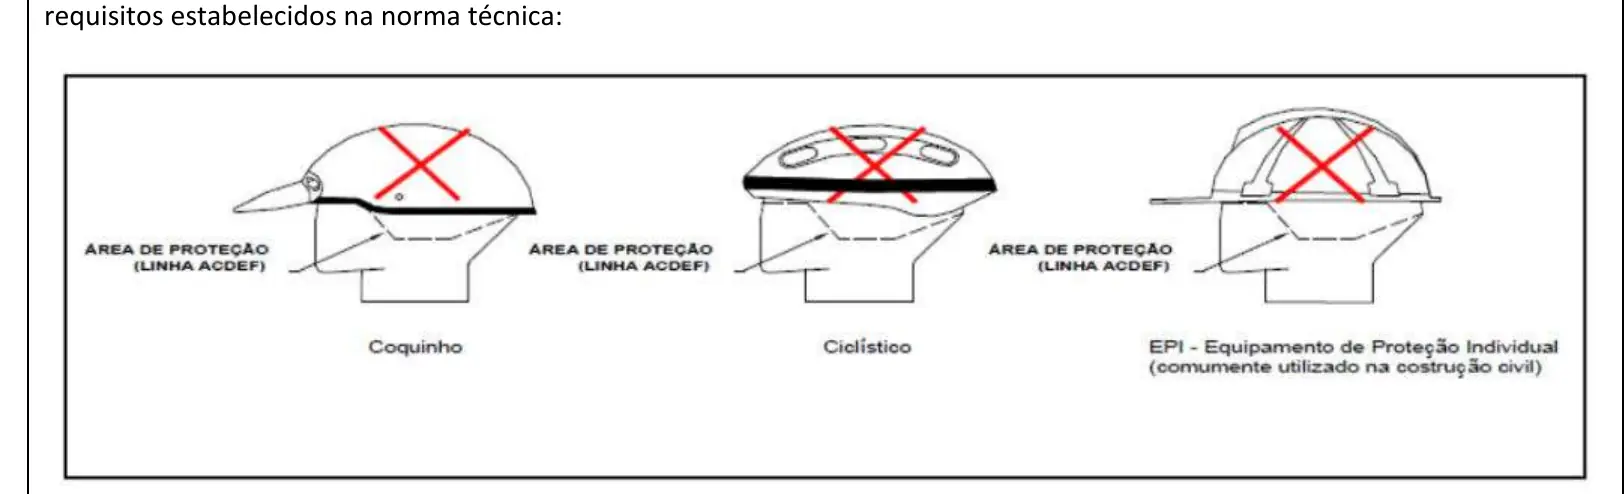 requisitos estabelecidos na norma técnica:
ÁREA DE PROTEÇÃO
(LINHA ACDEF)
ÁREA DE PROTEÇÃO
(LINHA ACDEF)
ÁREA DE PROTEÇÃO
(LINHA ACDEF)
Coquinho
Ciclístico
EPI - Equipamento de Proteção Individual
(comumente utilizado na costrução civil)